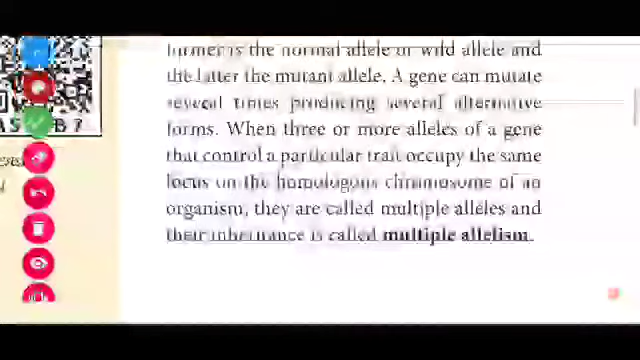 former is the normal allele or wild allele and
the latter the mutant allele. A gene can mutate
several times producing several alternative
forms. When three or more alleles of a gene
that control a particular trait occupy the same
locus on the homologous chromosome of an
organism, they are called multiple alleles and
their inheritance is called multiple allelism.